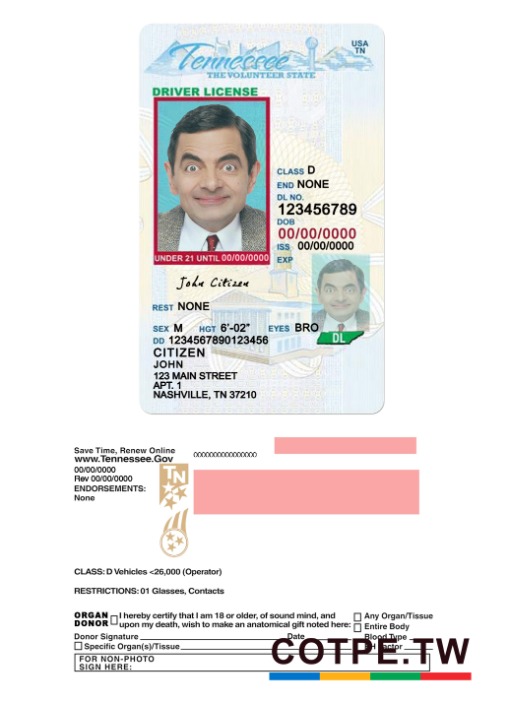 Tennessee
USA
TN
THE VOLUNTEER STATE
DRIVER LICENSE
CLASS D
END NONE
DL NO.
123456789
DOB
00/00/0000
ISS 00/00/0000
UNDER 21 UNTIL 00/00/0000
EXP
John Citizen
REST NONE
DL
SEX M HGT 6'-02" EYES BRO
DD 1234567890123456
CITIZEN
JOHN
123 MAIN STREET
APT. 1
NASHVILLE, TN 37210
Save Time, Renew Online
www.Tennessee.Gov
00/00/0000
Rev 00/00/0000
ENDORSEMENTS:
None
TN
CLASS: D Vehicles <26,000 (Operator)
RESTRICTIONS: 01 Glasses, Contacts
ORGAN DONOR
I hereby certify that I am 18 or older, of sound mind, and
upon my death, wish to make an anatomical gift noted here:
Any Organ/Tissue
Entire Body
Donor Signature Date Blood Type
Specific Organ(s)/Tissue Factor
FOR NON-PHOTO
SIGN HERE:
COTPE.TW